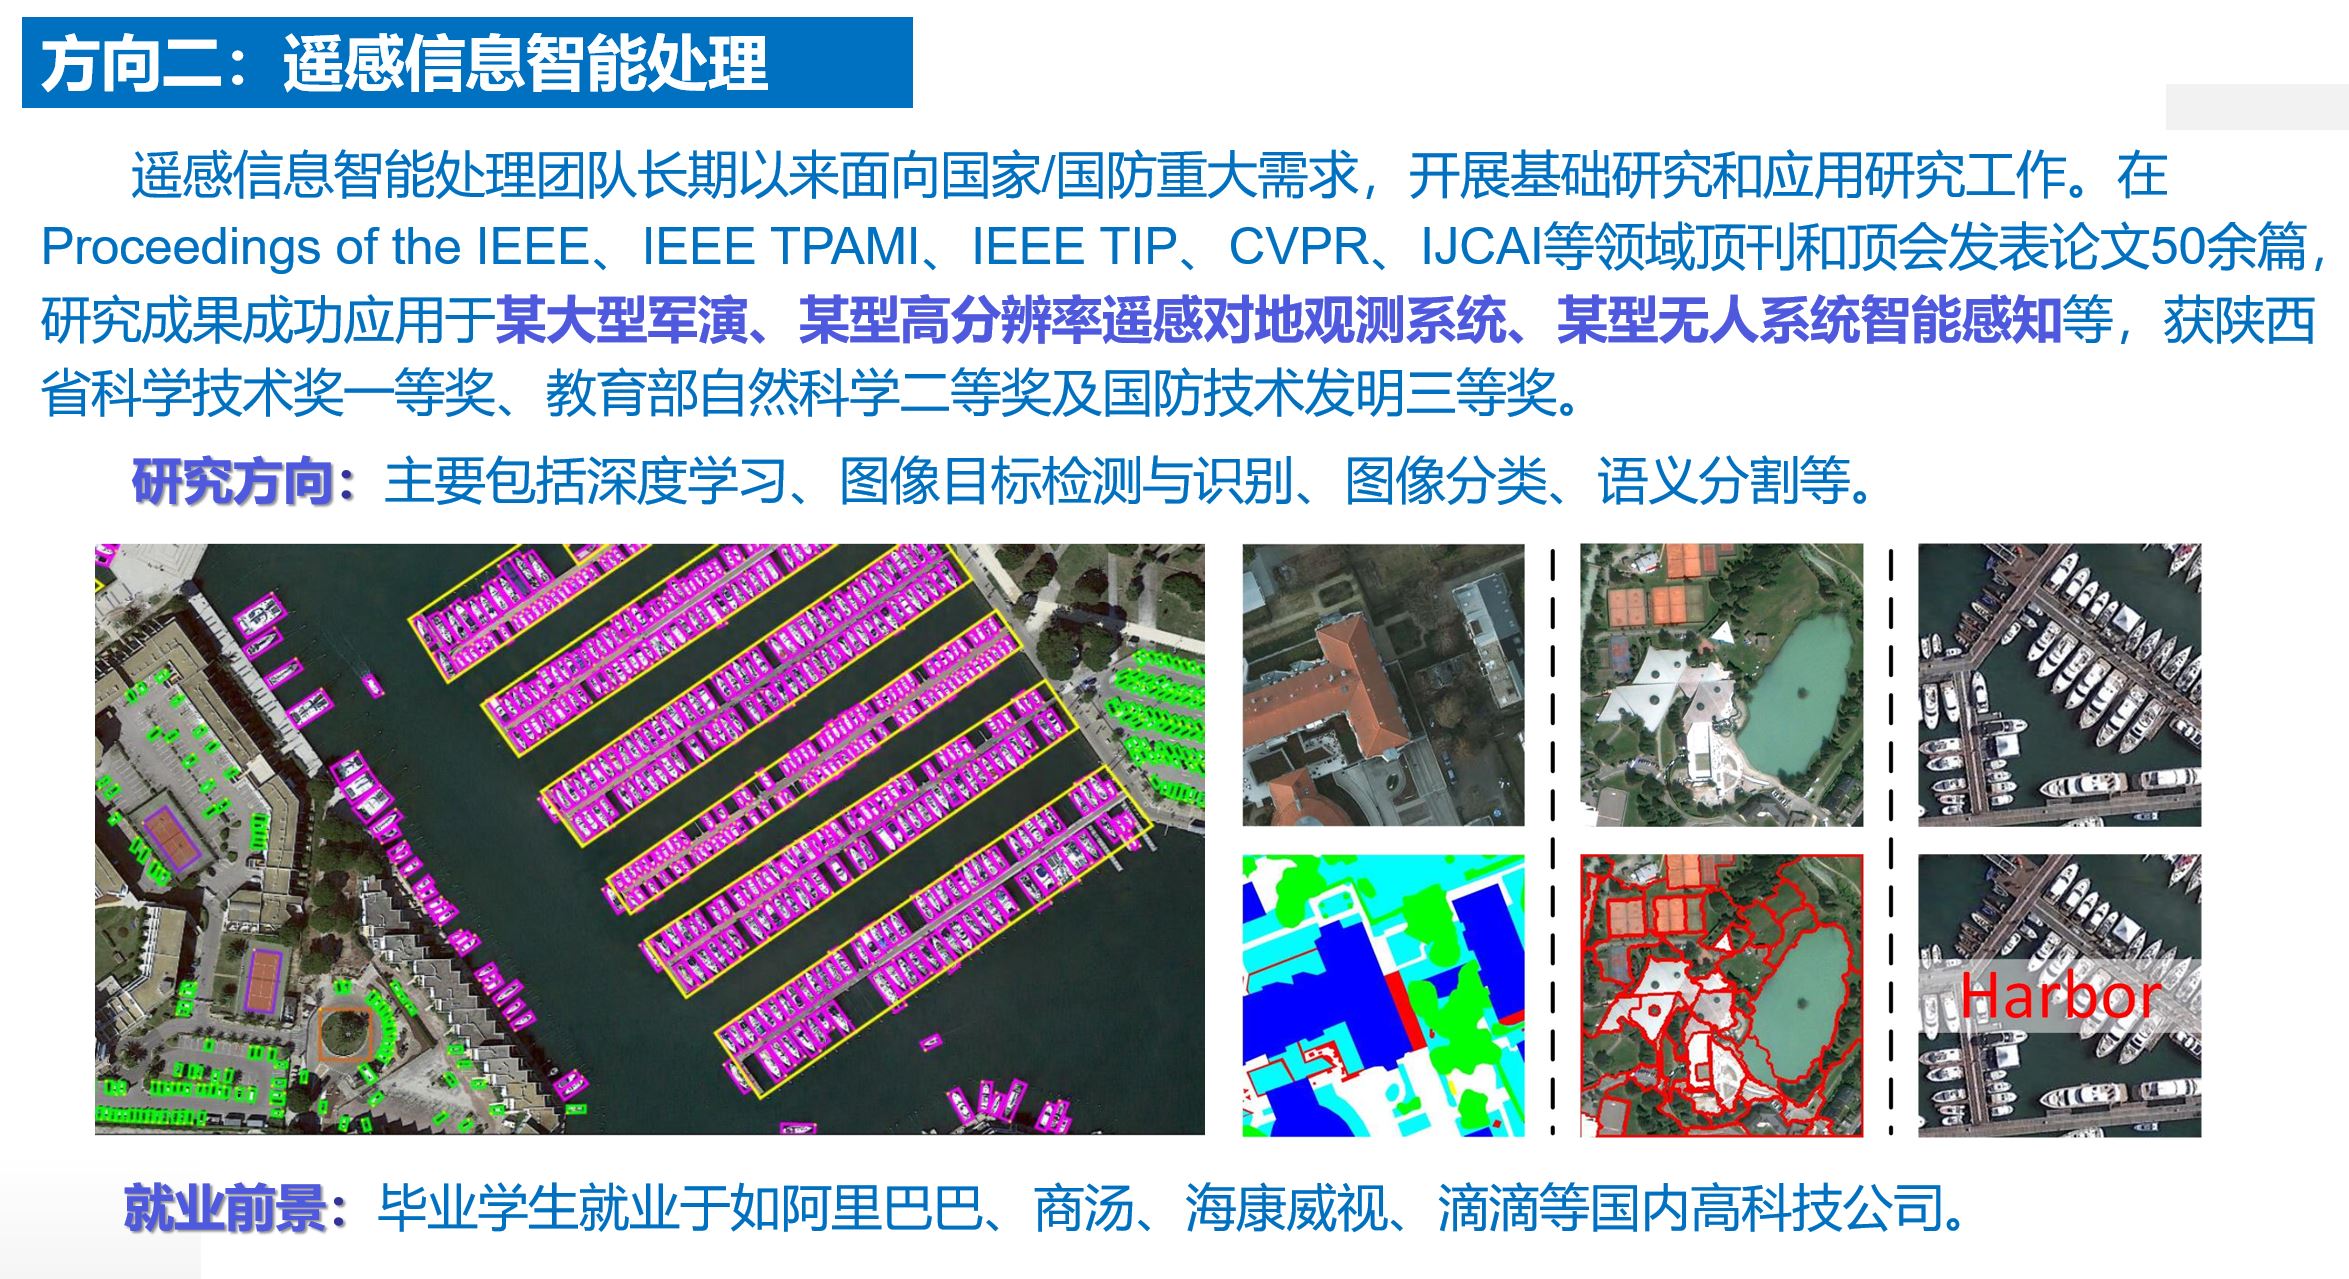 方向二：遥感信息智能处理
遥感信息智能处理团队长期以来面向国家/国防重大需求，开展基础研究和应用研究工作。在
Proceedings of the IEEE、IEEE TPAMI、IEEE TIP、CVPR、IJCAI等领域顶刊和顶会发表论文50余篇，
研究成果成功应用于某大型军演、某型高分辨率遥感对地观测系统、某型无人系统智能感知等，获陕西
省科学技术奖一等奖、教育部自然科学二等奖及国防技术发明三等奖。
研究方向：主要包括深度学习、图像目标检测与识别、图像分类、语义分割等。
Harbor
就业前景：毕业学生就业于如阿里巴巴、商汤、海康威视、滴滴等国内高科技公司。